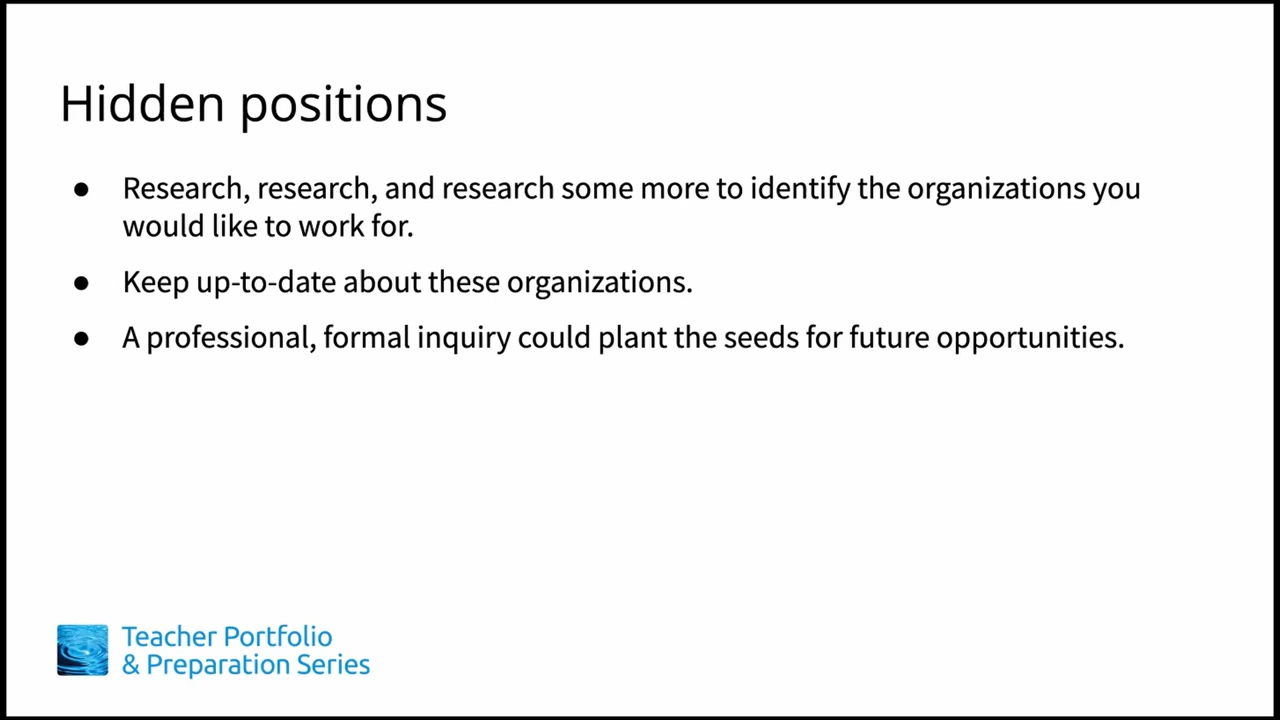 Hidden positions
● Research, research, and research some more to identify the organizations you
would like to work for.
● Keep up-to-date about these organizations.
● A professional, formal inquiry could plant the seeds for future opportunities.
Teacher Portfolio
& Preparation Series